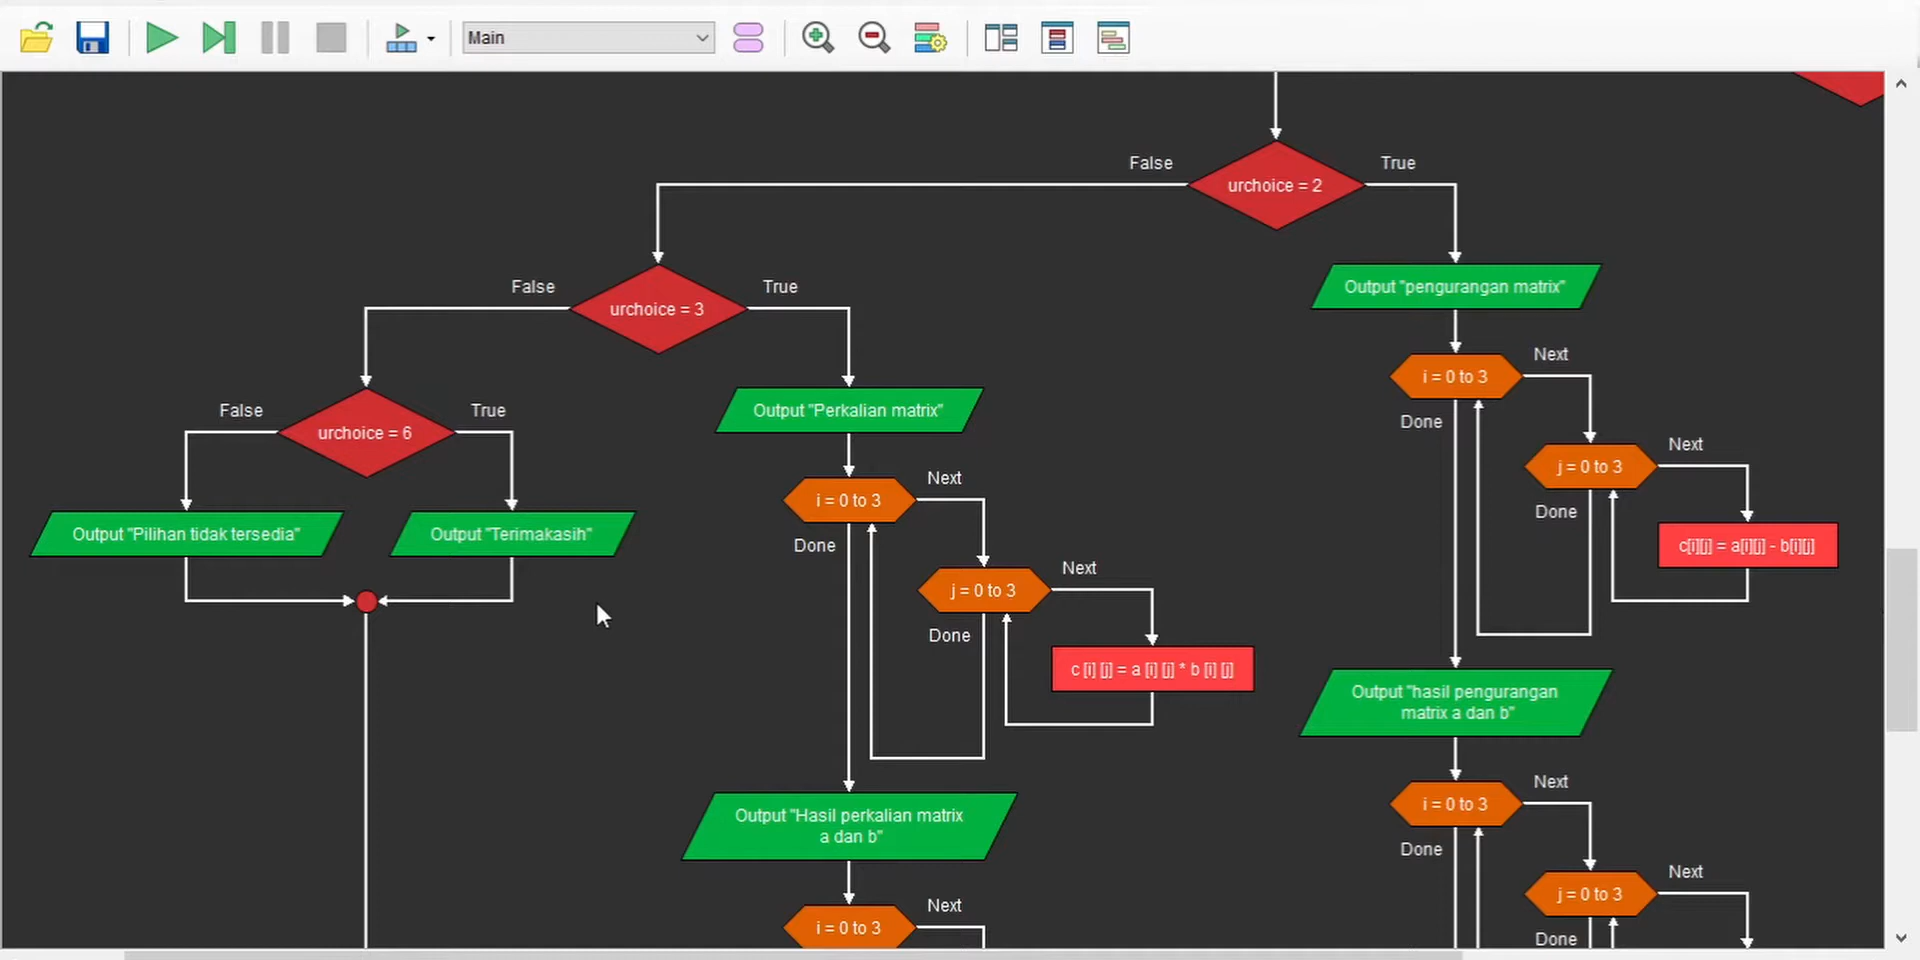 Main
False
True
urchoice = 2
False
True
urchoice = 3
Output "pengurangan matrix"
i = 0 to 3
Next
Done
j = 0 to 3
Next
Done
c[i][j] = a[i][j] - b[i][j]
False
True
urchoice = 6
Output "Perkalian matrix"
i = 0 to 3
Next
Done
j = 0 to 3
Next
Done
c [i] [j] = a [i] [j] * b [i] [j]
Output "Pilihan tidak tersedia"
Output "Terimakasih"
Output "hasil pengurangan
matrix a dan b"
i = 0 to 3
Next
Done
j = 0 to 3
Next
Done
Output "Hasil perkalian matrix
a dan b"
i = 0 to 3
Next